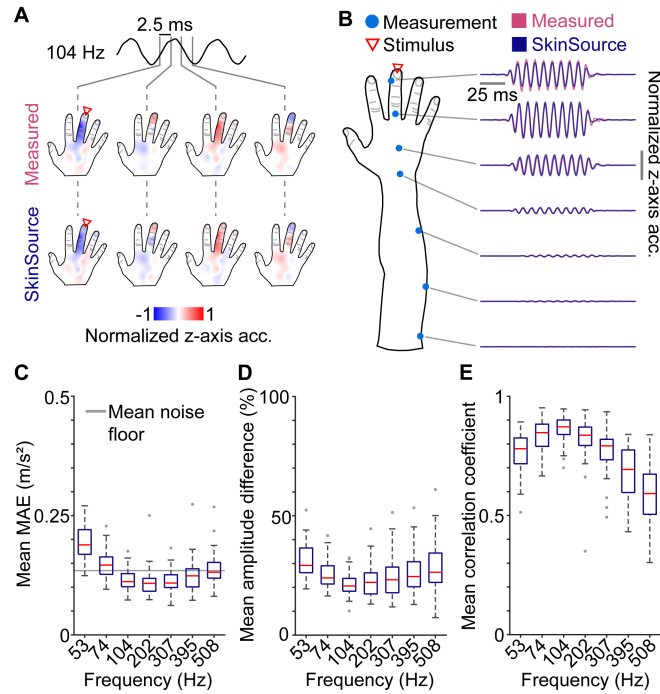 A
2.5 ms
104 Hz
Measured
SkinSource
-1 1
Normalized z-axis acc.
B
Measurement
Stimulus
Measured
SkinSource
25 ms
Normalized z-axis acc.
C
Mean MAE (m/s²)
0.5
0.25
0
Mean noise
floor
53 74 104 202 307 395 508
Frequency (Hz)
D
Mean amplitude difference (%)
100
50
0
53 74 104 202 307 395 508
Frequency (Hz)
E
Mean correlation coefficient
1
0.5
0
53 74 104 202 307 395 508
Frequency (Hz)